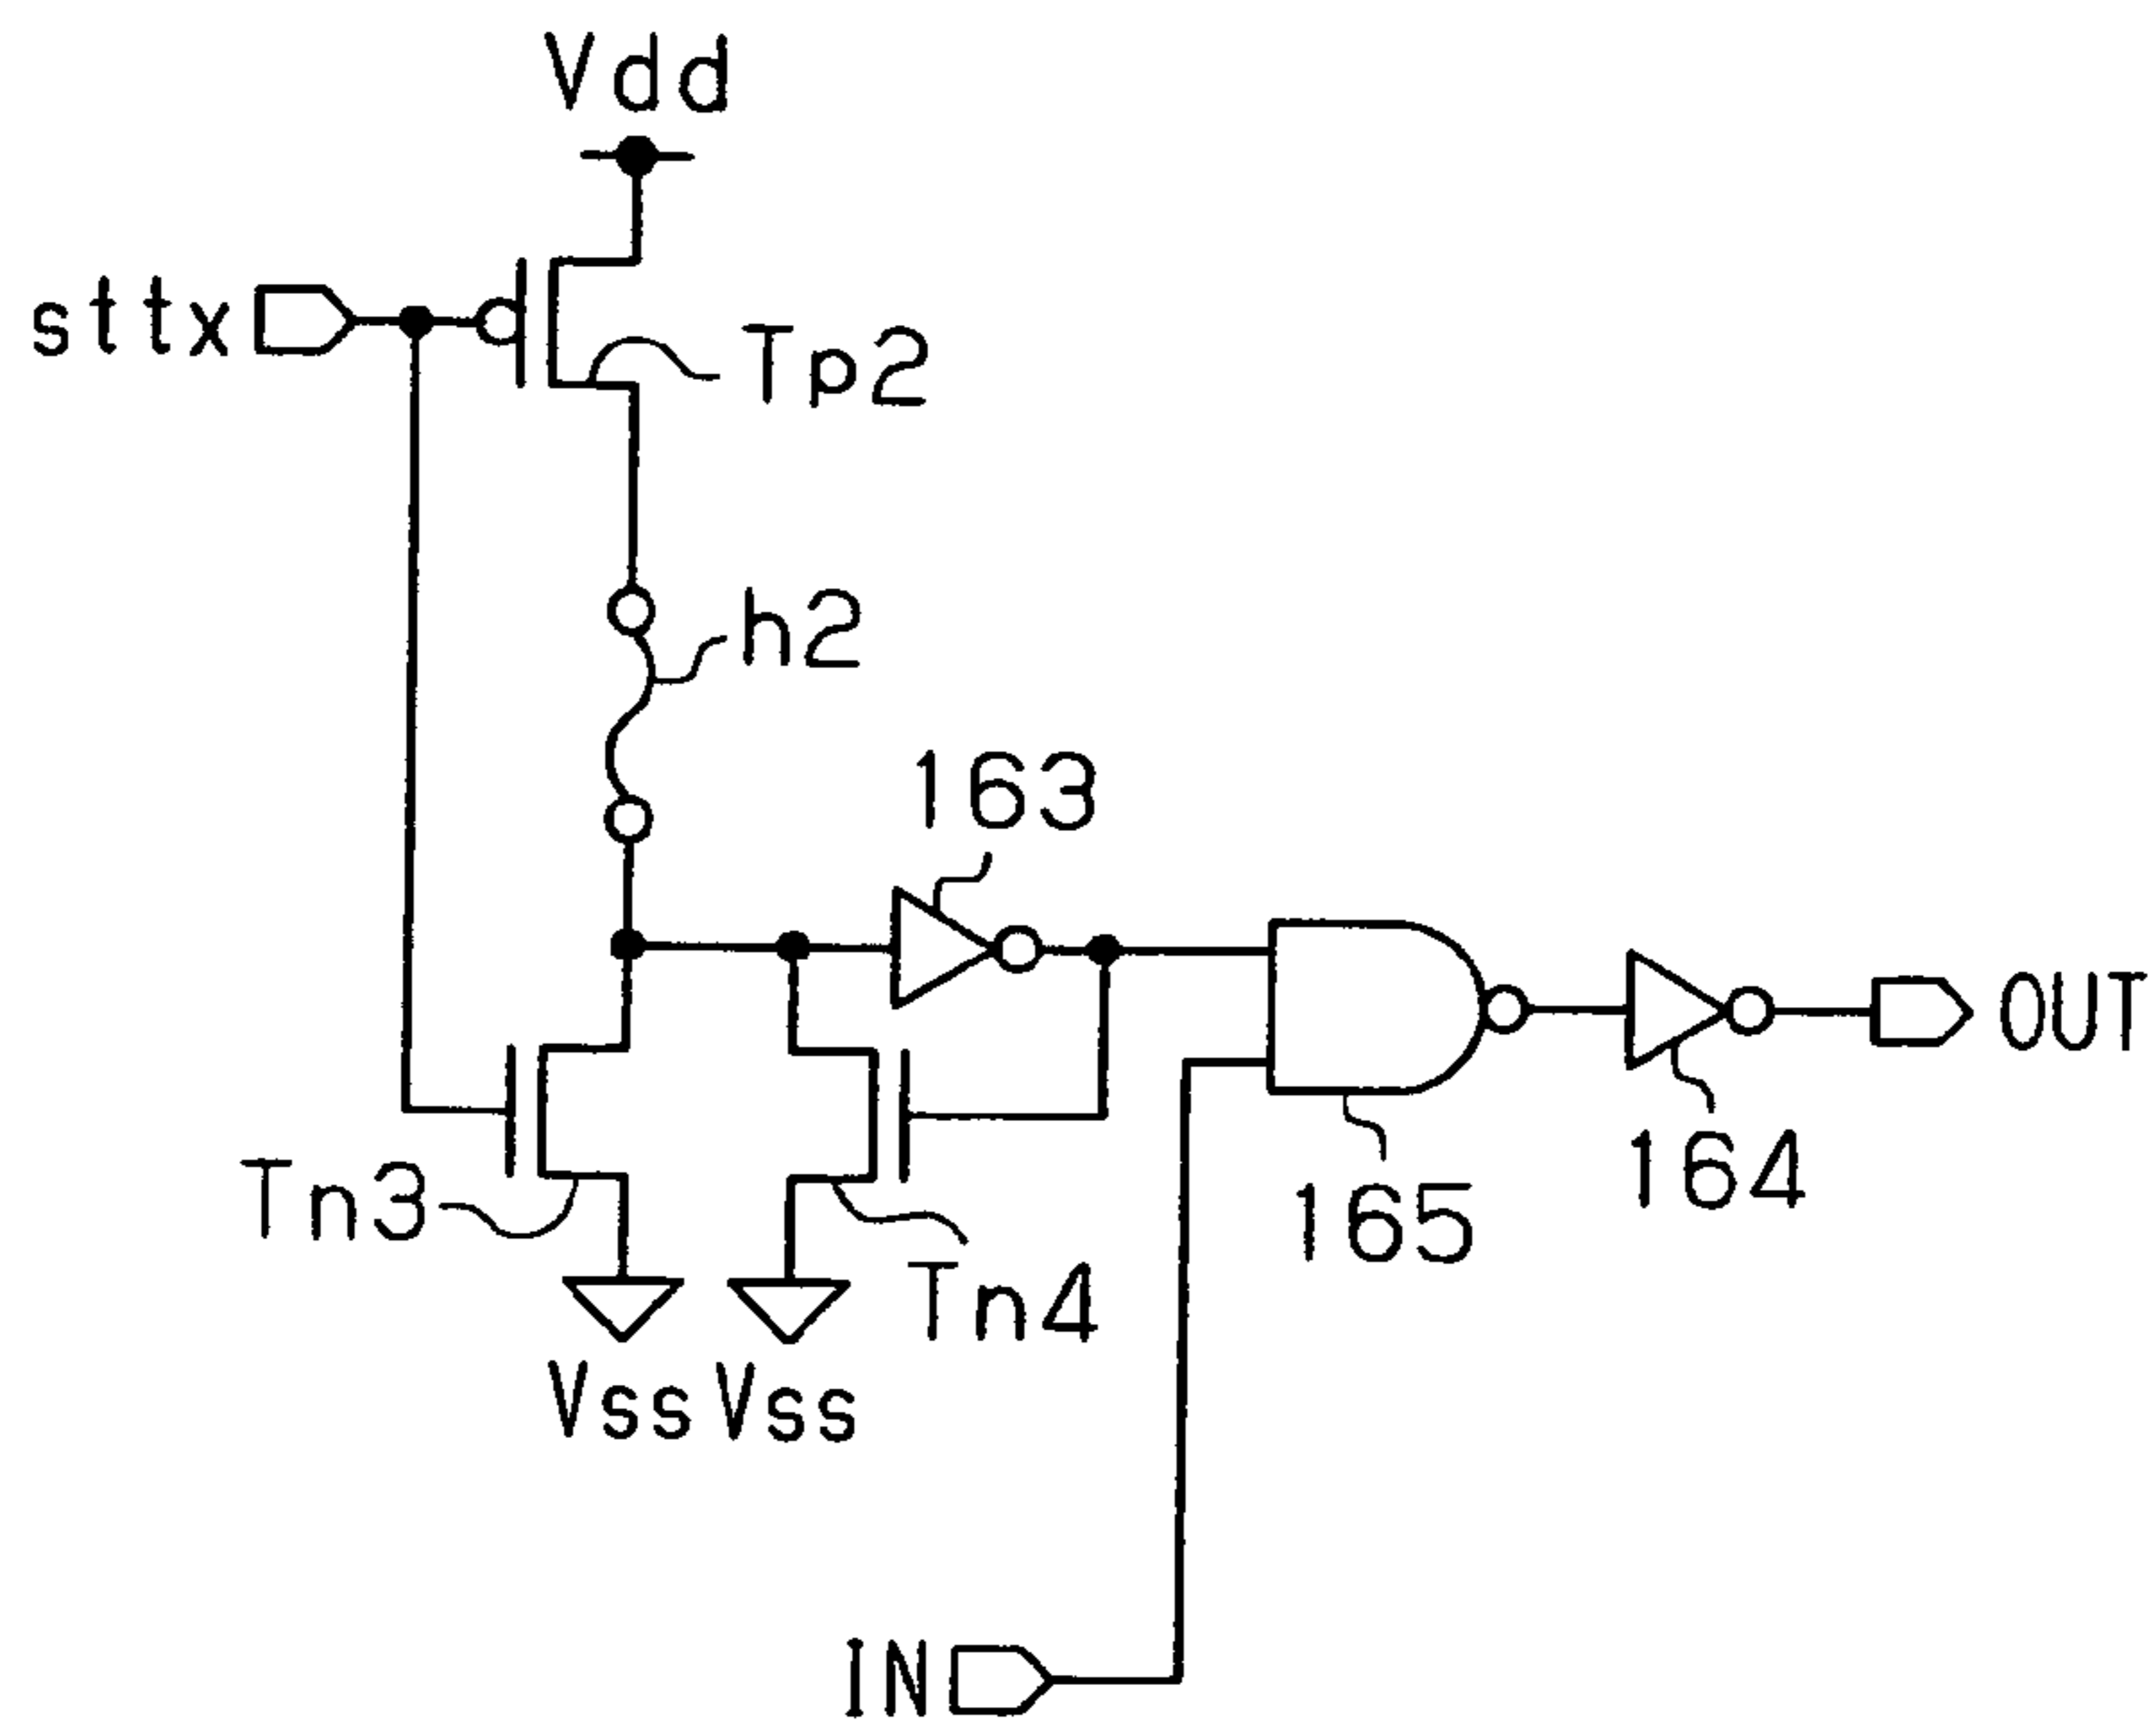 Vdd
sttx
Tp2
h2
163
OUT
164
165
Tn3
Tn4
Vss Vss
IN